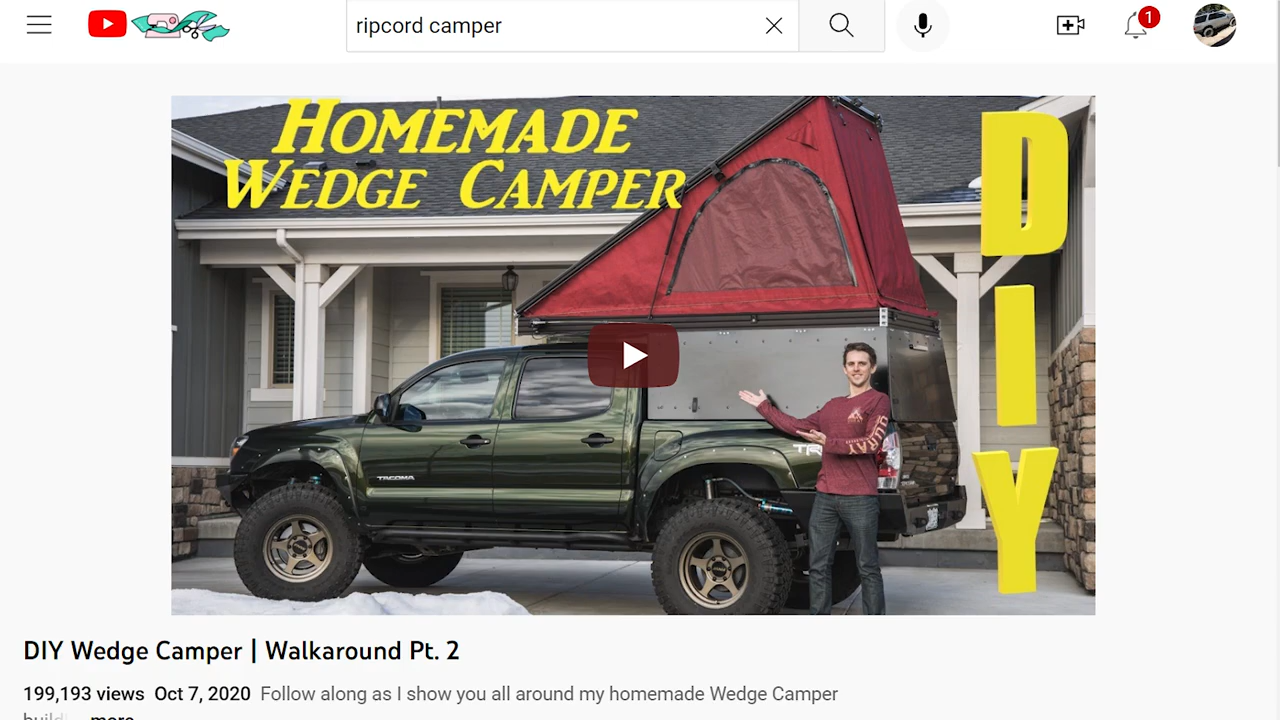 ripcord camper
1
HOMEMADE
WEDGE CAMPER
DIY
TACOMA
DIY Wedge Camper | Walkaround Pt. 2
199,193 views Oct 7, 2020 Follow along as I show you all around my homemade Wedge Camper